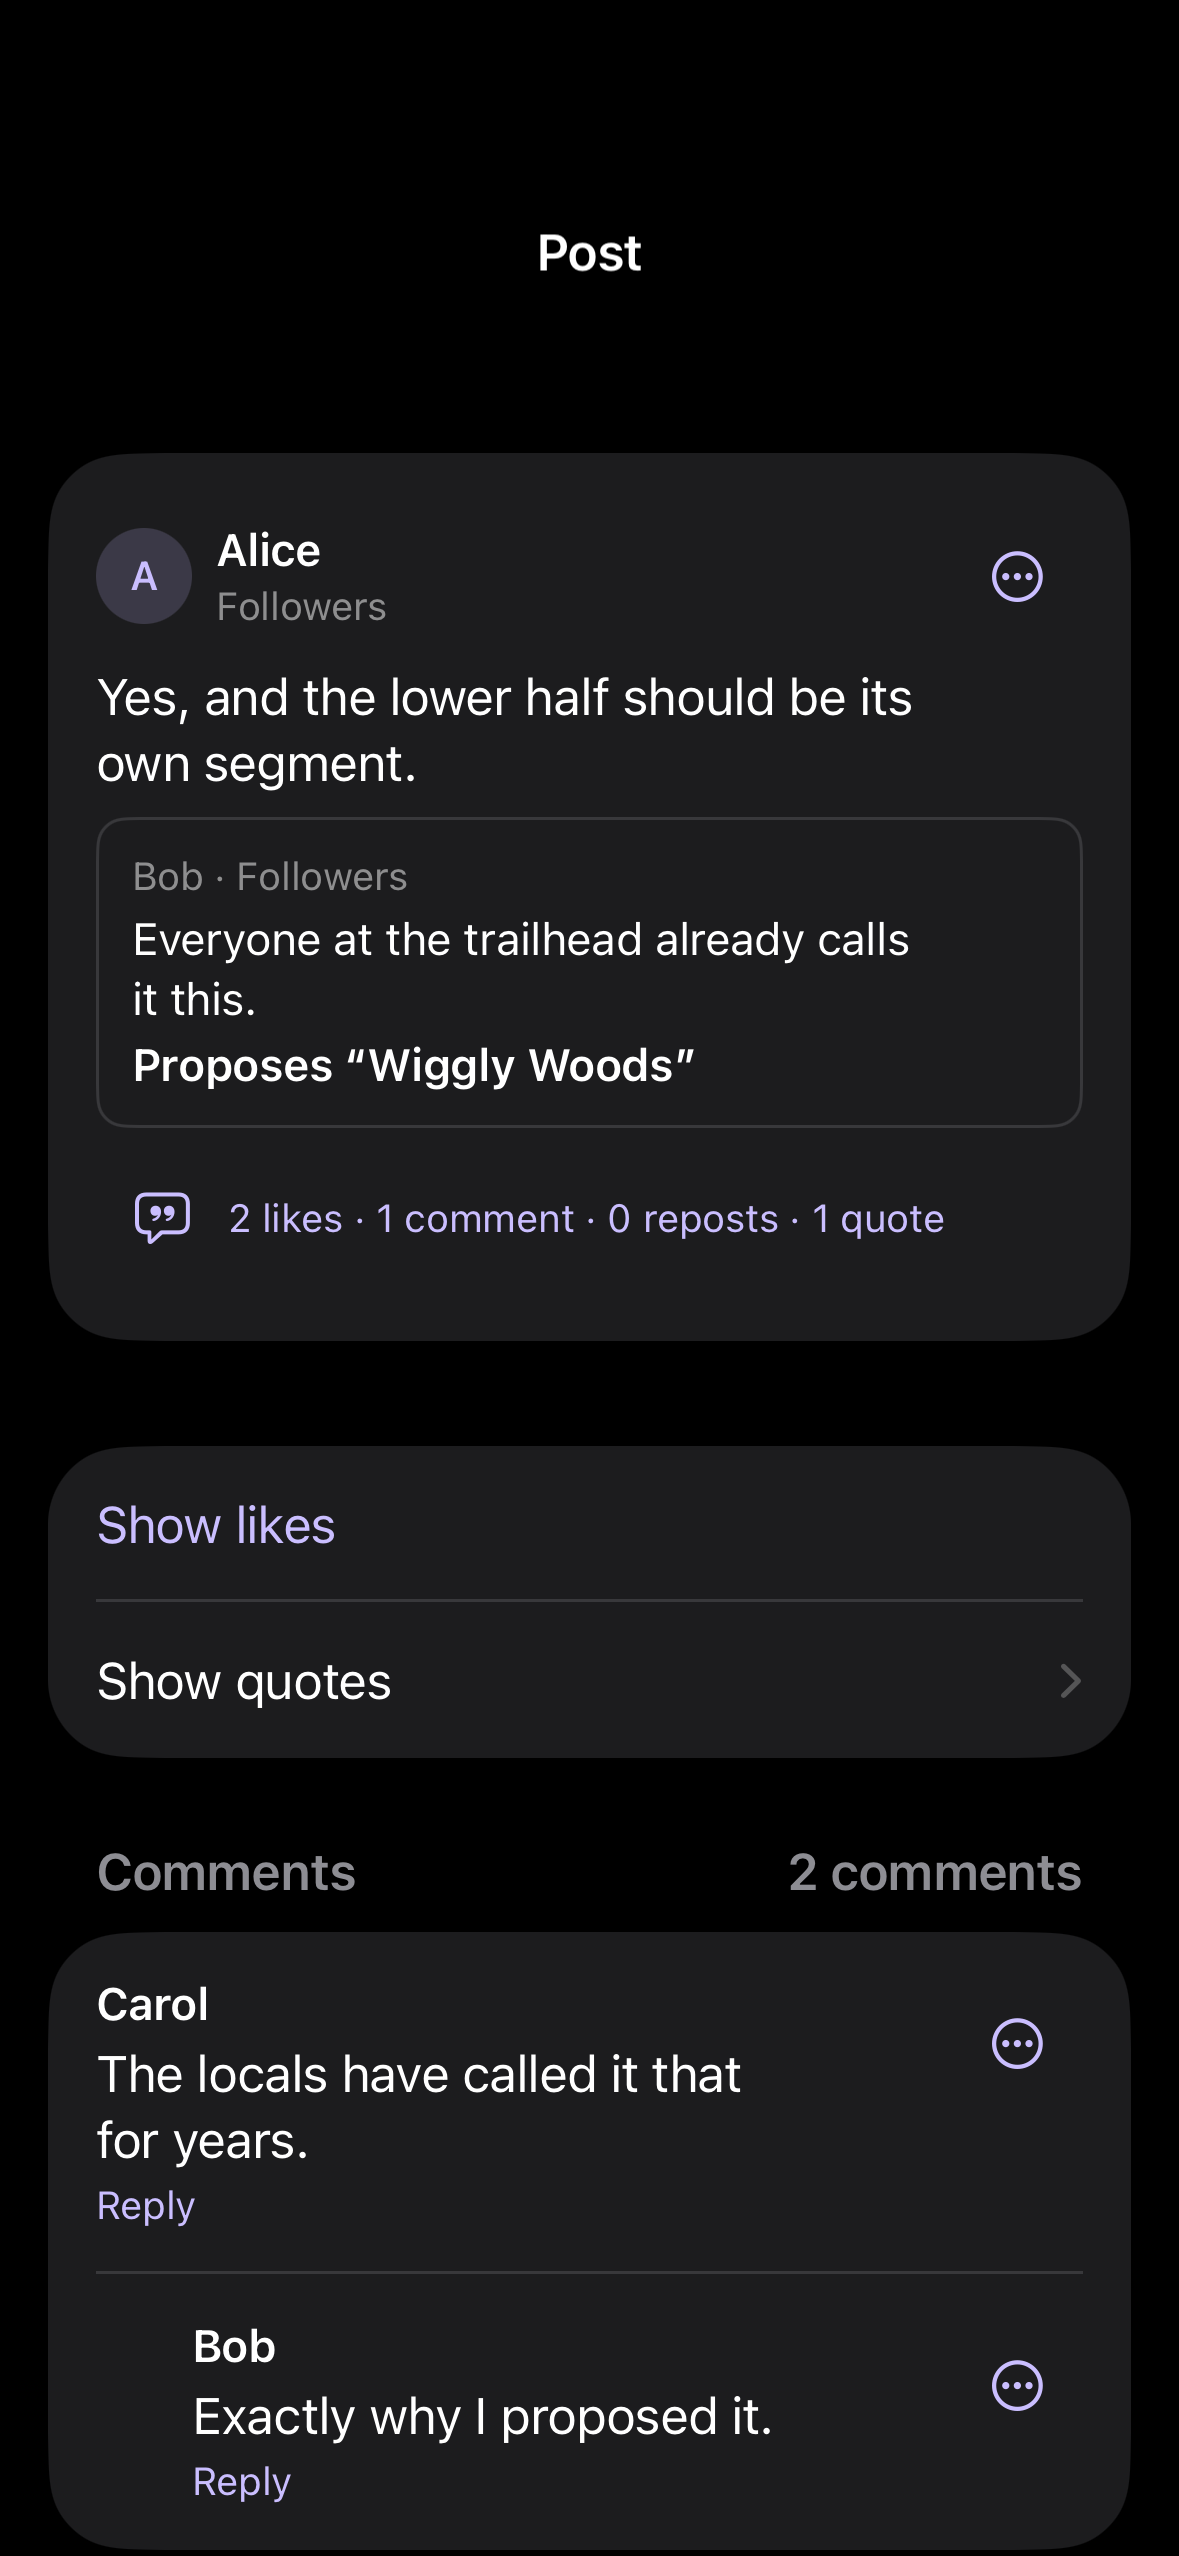 Post
A
Alice
Followers
Yes, and the lower half should be its
own segment.
Bob · Followers
Everyone at the trailhead already calls
it this.
Proposes “Wiggly Woods”
2 likes · 1 comment · 0 reposts · 1 quote
Show likes
Show quotes
Comments 2 comments
Carol
The locals have called it that
for years.
Reply
Bob
Exactly why I proposed it.
Reply